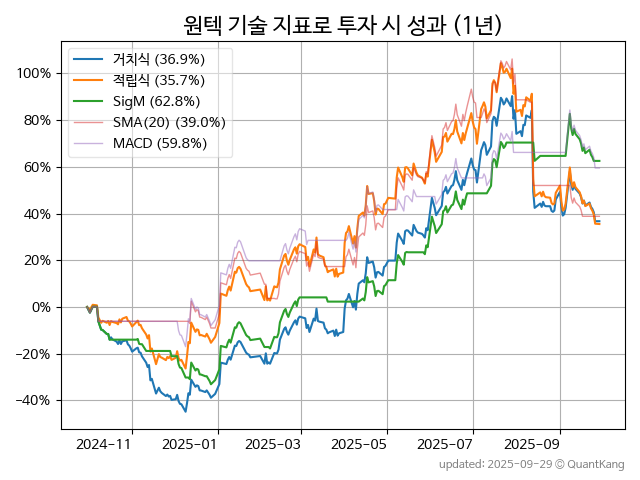 원텍 기술 지표로 투자 시 성과 (1년)
거치식 (36.9%)
적립식 (35.7%)
SigM (62.8%)
SMA(20) (39.0%)
MACD (59.8%)
100%
80%
60%
40%
20%
0%
−20%
−40%
2024-11 2025-01 2025-03 2025-05 2025-07 2025-09
updated: 2025-09-29 © QuantKang